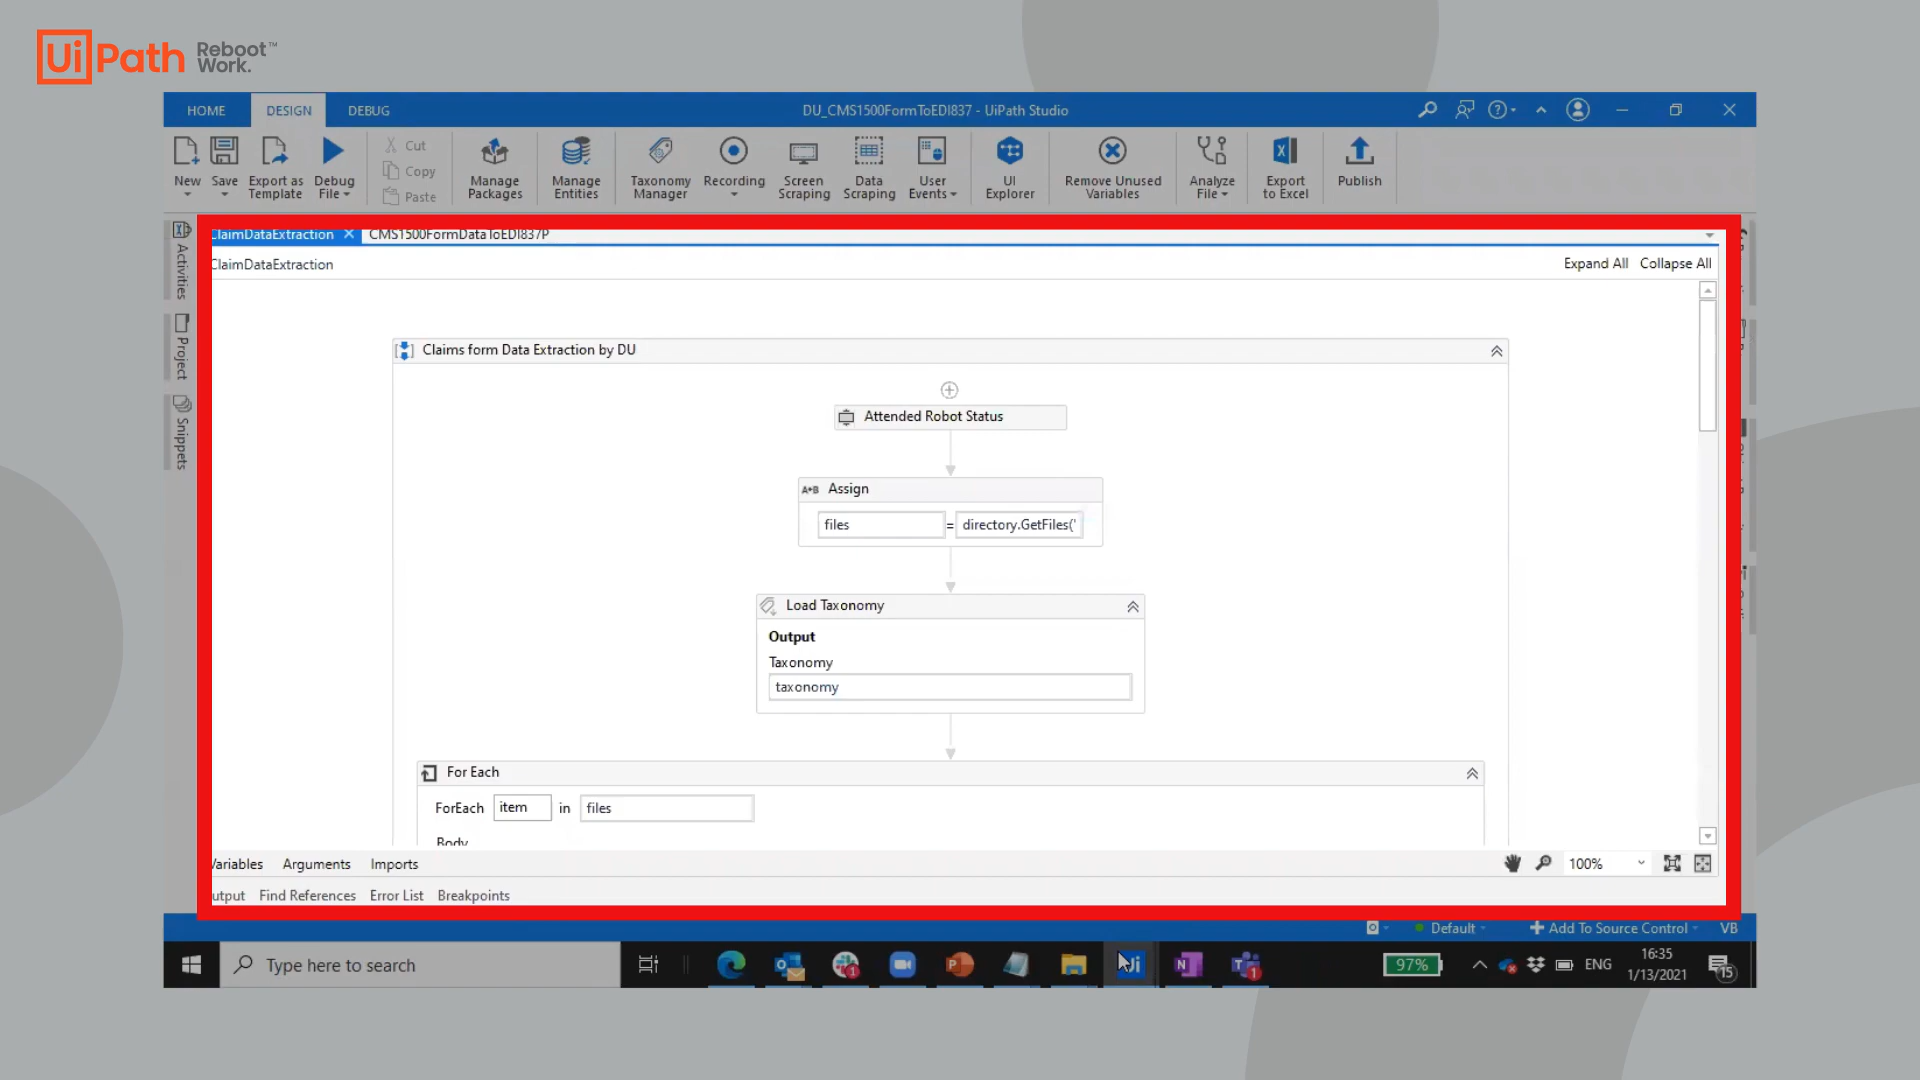 UiPath Reboot Work.™
HOME DESIGN DEBUG DU_CMS1500FormToEDI837 - UiPath Studio
New Save Export as Template Debug File Cut Copy Paste Manage Packages Manage Entities Taxonomy Manager Recording Screen Scraping Data Scraping User Events UI Explorer Remove Unused Variables Analyze File Export to Excel Publish
Activities
Project
Snippets
ClaimDataExtraction CMS1500FormDataToEDI837P
ClaimDataExtraction Expand All Collapse All
Claims form Data Extraction by DU
Attended Robot Status
A+B Assign
files = directory.GetFiles("
Load Taxonomy
Output
Taxonomy
taxonomy
For Each
ForEach item in files
Body
Variables Arguments Imports 100%
utput Find References Error List Breakpoints
Default Add To Source Control VB
Type here to search 97% ENG 16:35
1/13/2021 15